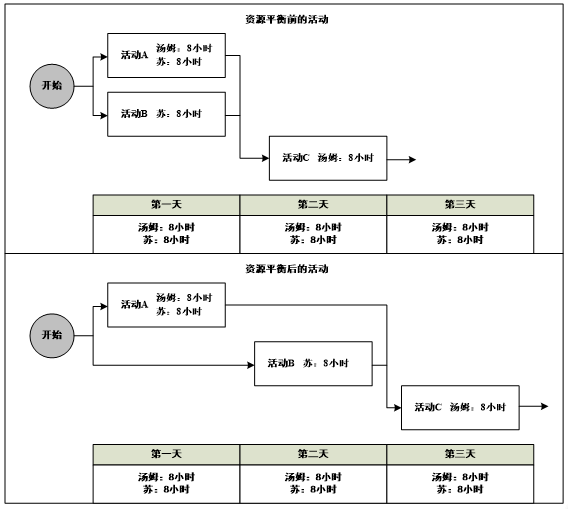 资源平衡前的活动
开始
活动A 汤姆：8小时
苏：8小时
活动B 苏：8小时
活动C 汤姆：8小时
第一天 第二天 第三天
汤姆：8小时 汤姆：8小时 汤姆：8小时
苏：8小时 苏：8小时 苏：8小时
资源平衡后的活动
开始
活动A 汤姆：8小时
苏：8小时
活动B 苏：8小时
活动C 汤姆：8小时
第一天 第二天 第三天
汤姆：8小时 汤姆：8小时 汤姆：8小时
苏：8小时 苏：8小时 苏：8小时